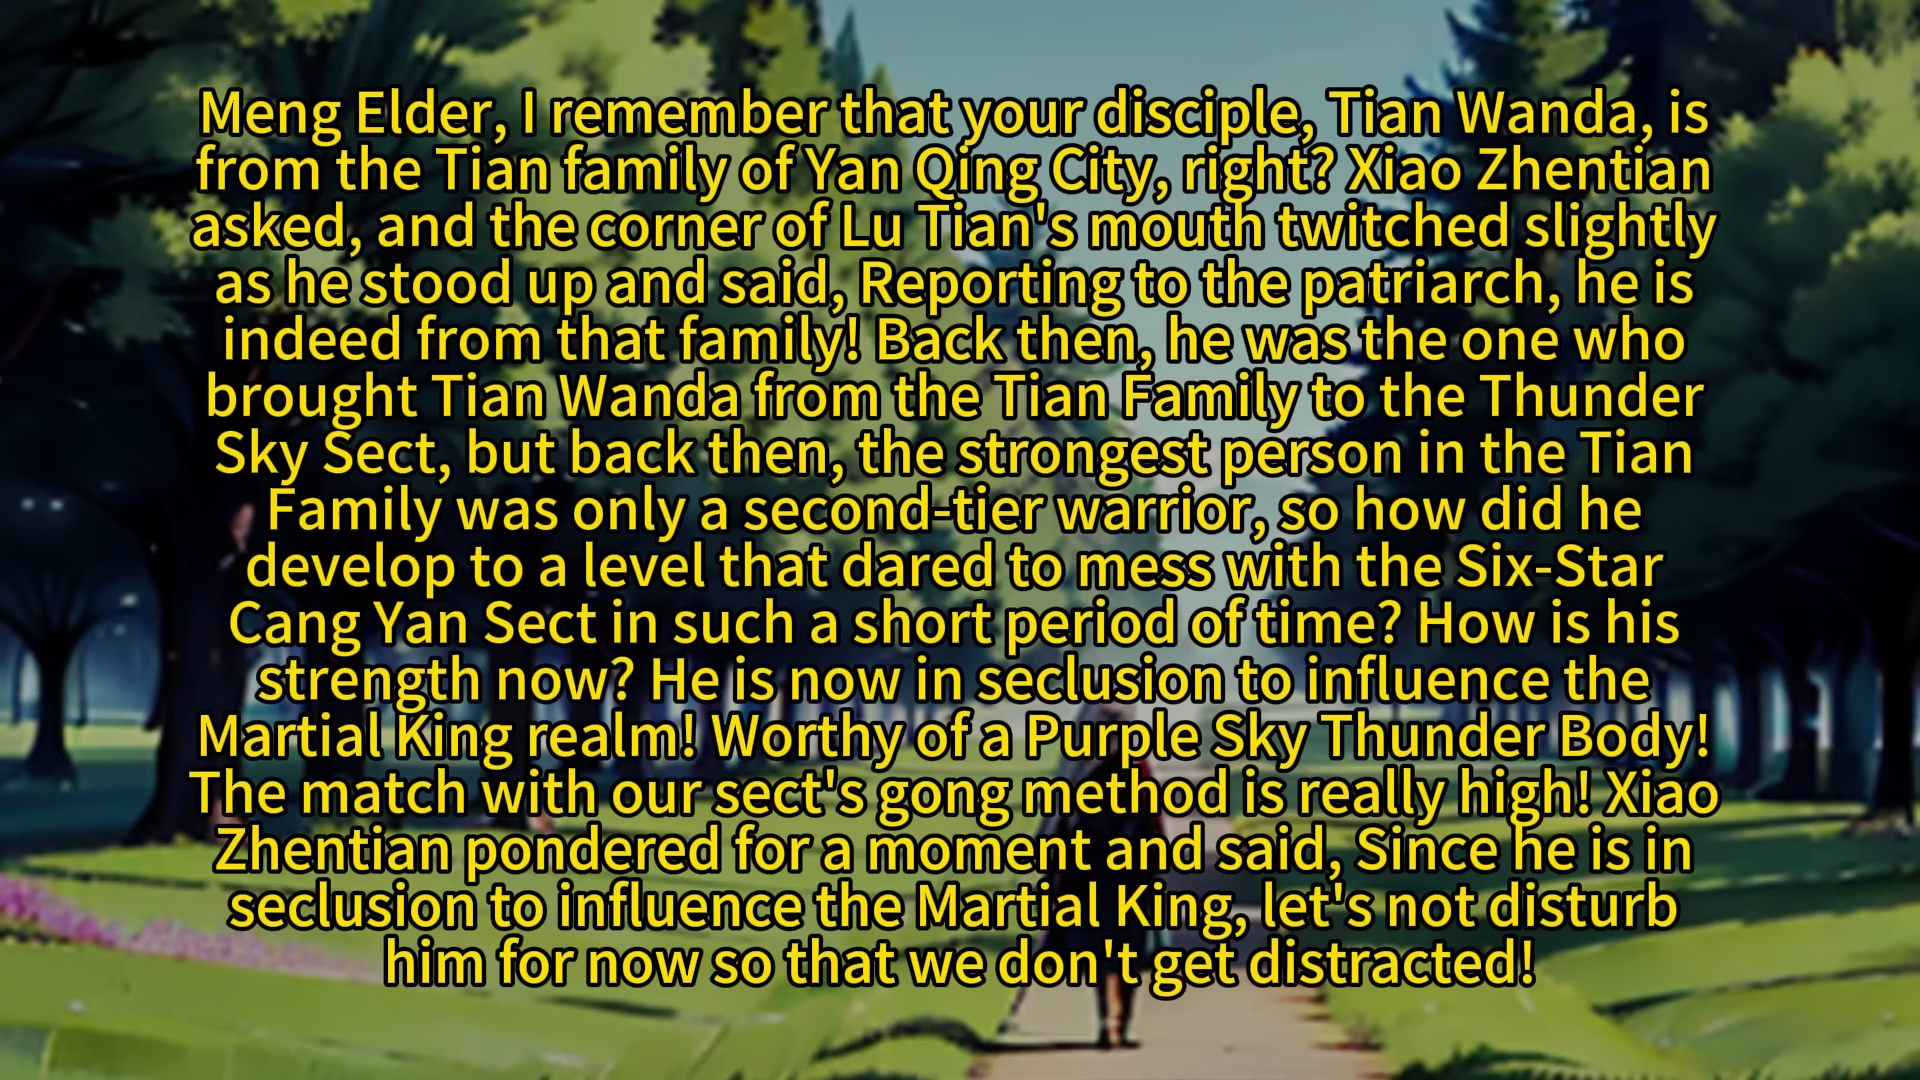 Meng Elder, I remember that your disciple, Tian Wanda, is
from the Tian family of Yan Qing City, right? Xiao Zhentian
asked, and the corner of Lu Tian's mouth twitched slightly
as he stood up and said, Reporting to the patriarch, he is
indeed from that family! Back then, he was the one who
brought Tian Wanda from the Tian Family to the Thunder
Sky Sect, but back then, the strongest person in the Tian
Family was only a second-tier warrior, so how did he
develop to a level that dared to mess with the Six-Star
Cang Yan Sect in such a short period of time? How is his
strength now? He is now in seclusion to influence the
Martial King realm! Worthy of a Purple Sky Thunder Body!
The match with our sect's gong method is really high! Xiao
Zhentian pondered for a moment and said, Since he is in
seclusion to influence the Martial King, let's not disturb
him for now so that we don't get distracted!